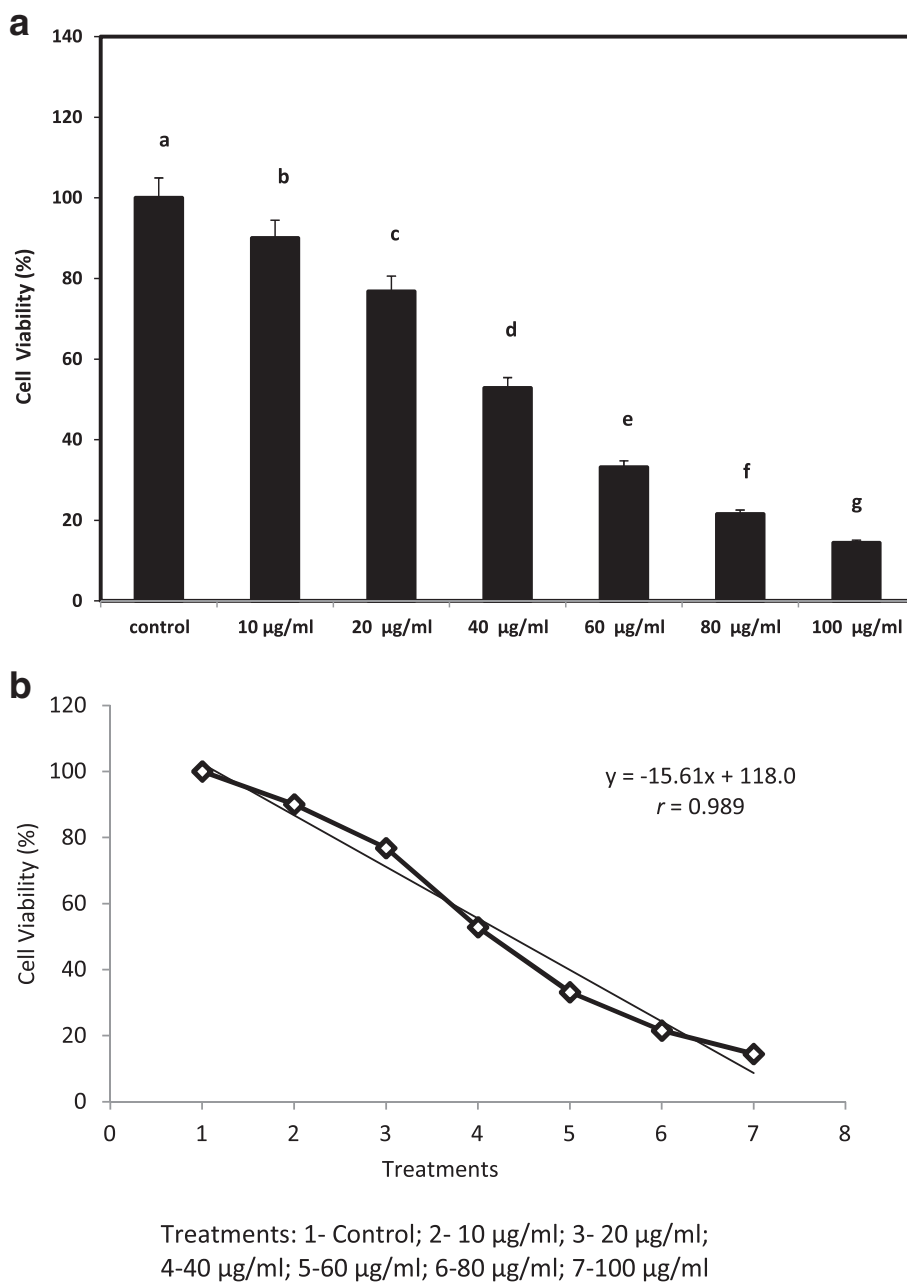 a
140
120
100
80
60
40
20
0
Cell Viability (%)
a
b
c
d
e
f
g
control 10 µg/ml 20 µg/ml 40 µg/ml 60 µg/ml 80 µg/ml 100 µg/ml
b
120
100
80
60
40
20
0
Cell Viability (%)
y = -15.61x + 118.0
r = 0.989
0 1 2 3 4 5 6 7 8
Treatments
Treatments: 1- Control; 2- 10 µg/ml; 3- 20 µg/ml;
4-40 µg/ml; 5-60 µg/ml; 6-80 µg/ml; 7-100 µg/ml